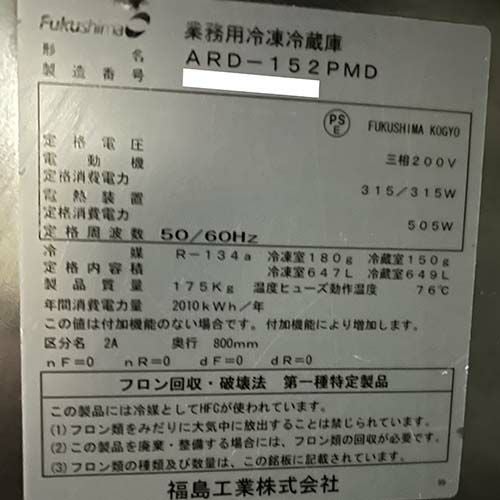 Fukushima 業務用冷凍冷蔵庫
形名 ARD-152PMD
製造番号
PSE FUKUSHIMA KOGYO
定格電圧 三相200V
電動機
定格消費電力 315/315W
電熱装置
定格消費電力 505W
定格周波数 50/60Hz
冷媒 R-134a 冷凍室180g 冷蔵室150g
定格内容積 冷凍室647L 冷蔵室649L
製品質量 175Kg 温度ヒューズ動作温度 76℃
年間消費電力量 2010kWh/年
この値は付加機能のない場合です。付加機能により増加します。
区分名 2A 奥行 800mm
nF=0 nR=0 dF=0 dR=0
フロン回収・破壊法 第一種特定製品
この製品には冷媒としてHFCが使われています。
(1)フロン類をみだりに大気中に放出することは禁じられています。
(2)この製品を廃棄・整備する場合には、フロン類の回収が必要です。
(3)フロン類の種類及び数量は、この銘板に記載されています。
福島工業株式会社